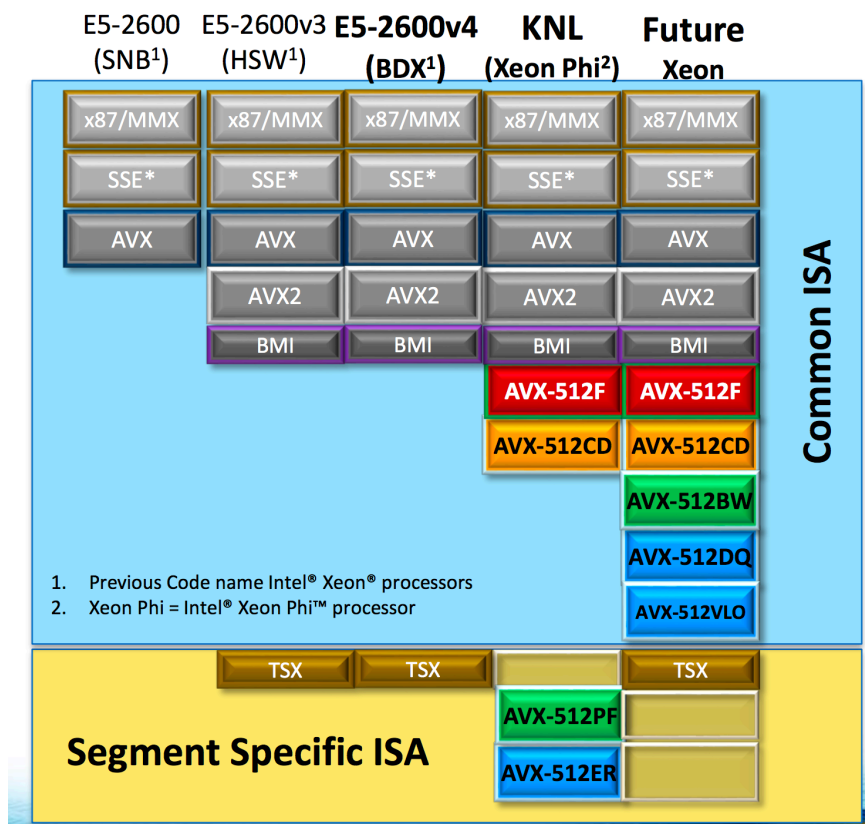 E5-2600 E5-2600v3 E5-2600v4 KNL Future
(SNB¹) (HSW¹) (BDX¹) (Xeon Phi²) Xeon
x87/MMX x87/MMX x87/MMX x87/MMX x87/MMX
SSE* SSE* SSE* SSE* SSE*
AVX AVX AVX AVX AVX
AVX2 AVX2 AVX2 AVX2
BMI BMI BMI BMI
AVX-512F AVX-512F
AVX-512CD AVX-512CD
AVX-512BW
AVX-512DQ
AVX-512VLO
Common ISA
1. Previous Code name Intel® Xeon® processors
2. Xeon Phi = Intel® Xeon Phi™ processor
TSX TSX TSX
AVX-512PF
AVX-512ER
Segment Specific ISA